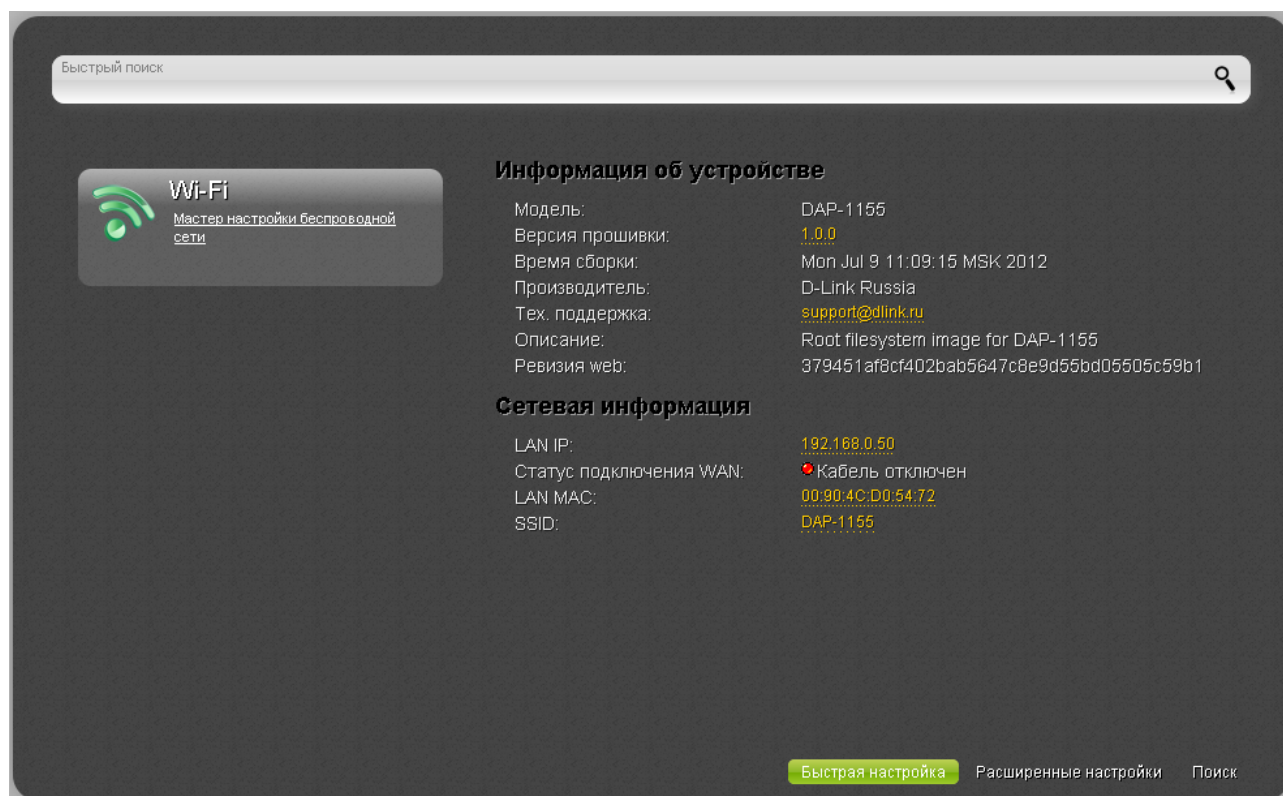 Быстрый поиск
Wi-Fi
Мастер настройки беспроводной
сети
Информация об устройстве
Модель: DAP-1155
Версия прошивки: 1.0.0
Время сборки: Mon Jul 9 11:09:15 MSK 2012
Производитель: D-Link Russia
Тех. поддержка: support@dlink.ru
Описание: Root filesystem image for DAP-1155
Ревизия web: 379451af8cf402bab5647c8e9d55bd05505c59b1
Сетевая информация
LAN IP: 192.168.0.50
Статус подключения WAN: Кабель отключен
LAN MAC: 00:90:4C:D0:54:72
SSID: DAP-1155
Быстрая настройка Расширенные настройки Поиск